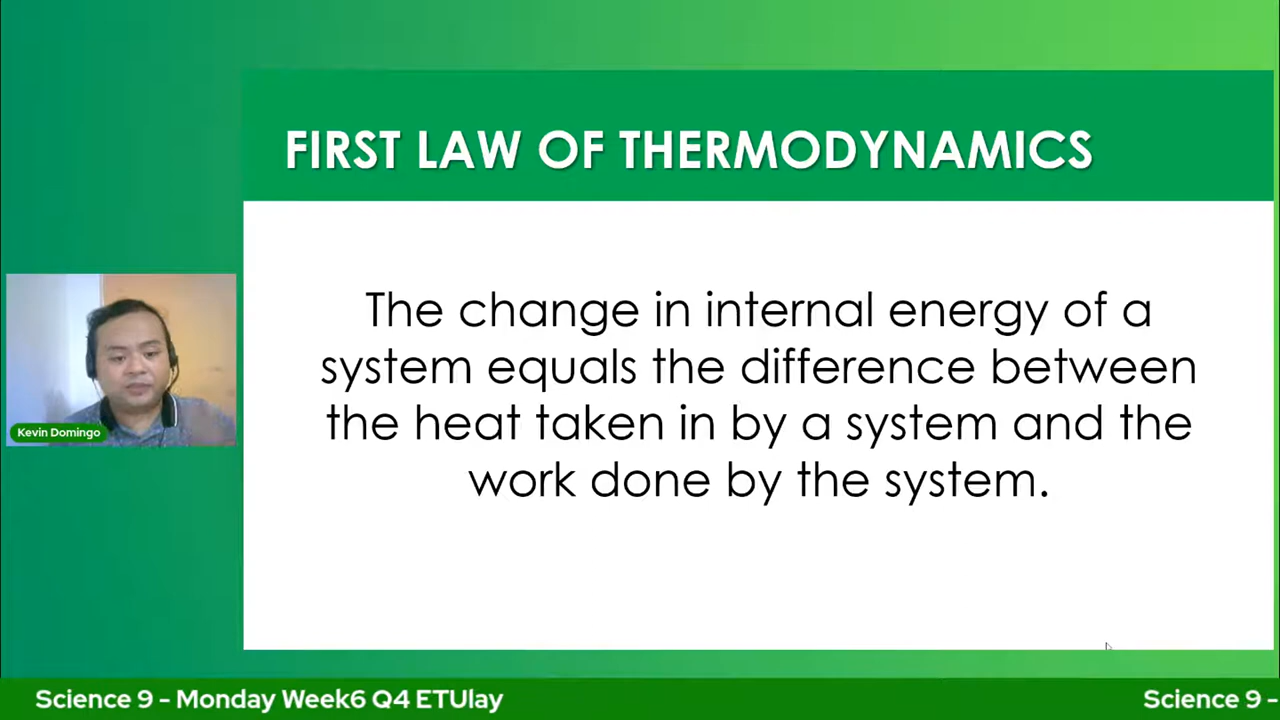 FIRST LAW OF THERMODYNAMICS
The change in internal energy of a
system equals the difference between
the heat taken in by a system and the
work done by the system.
Kevin Domingo
Science 9 - Monday Week6 Q4 ETUlay
Science 9 -